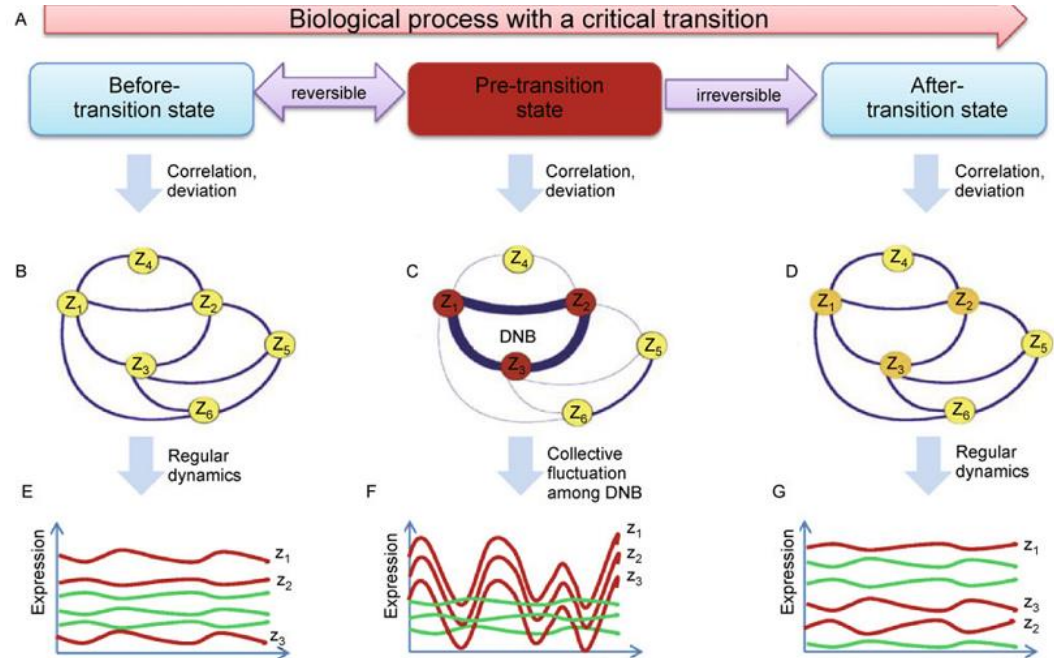 A
Biological process with a critical transition
Before-
transition state
reversible
Pre-transition
state
irreversible
After-
transition state
Correlation,
deviation
Correlation,
deviation
Correlation,
deviation
B
Z4
Z1
Z2
Z5
Z3
Z6
C
Z4
Z1
Z2
DNB
Z5
Z3
Z6
D
Z4
Z1
Z2
Z5
Z3
Z6
Regular
dynamics
Collective
fluctuation
among DNB
Regular
dynamics
E
Expression
z1
z2
z3
F
Expression
z1
z2
z3
G
Expression
z1
z3
z2